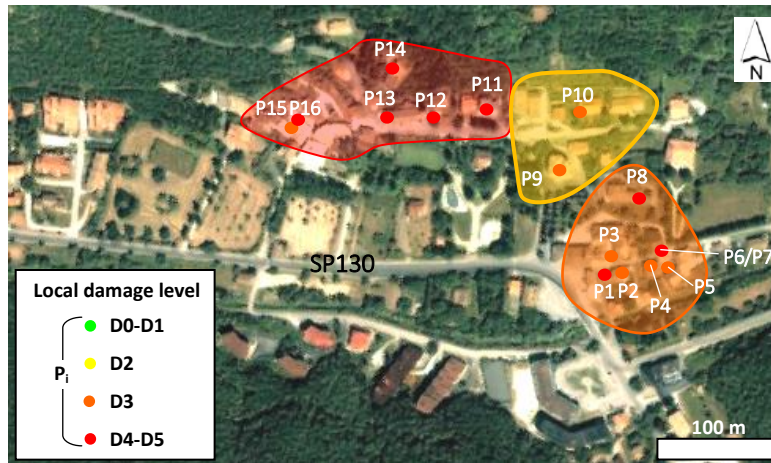 P14
N
P15 P16
P13
P12
P11
P10
P9
P8
P3
SP130
P6/P7
P1
P2
P4
P5
Local damage level
Pi
D0-D1
D2
D3
D4-D5
100 m